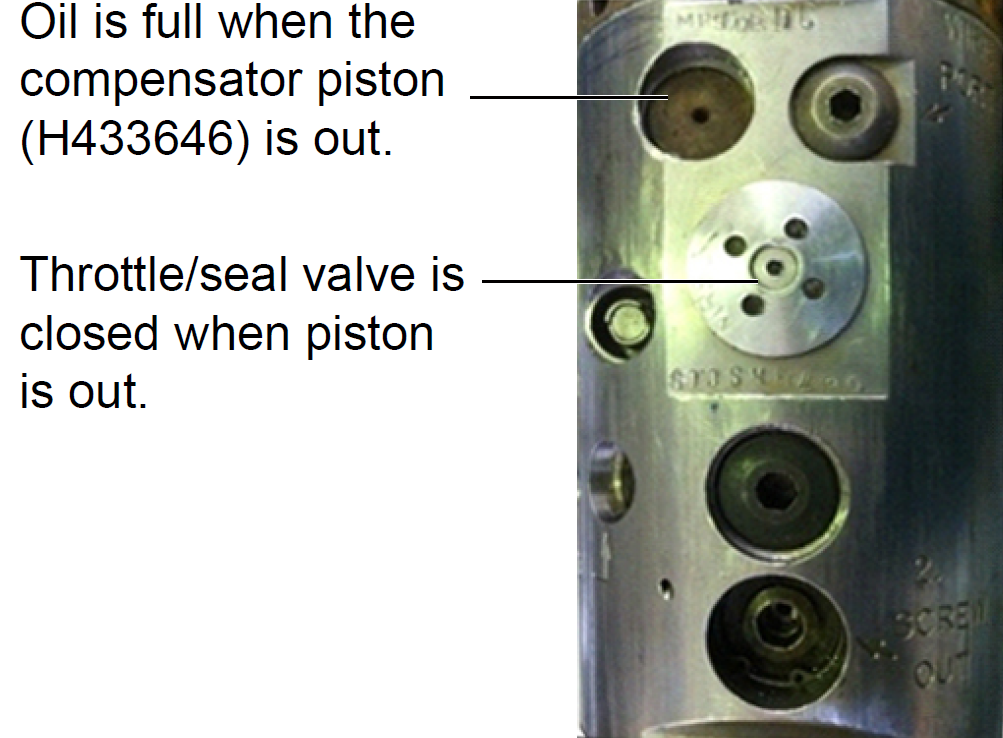 Oil is full when the
compensator piston
(H433646) is out.
Throttle/seal valve is
closed when piston
is out.
PORT
2.
SCREW
OUT